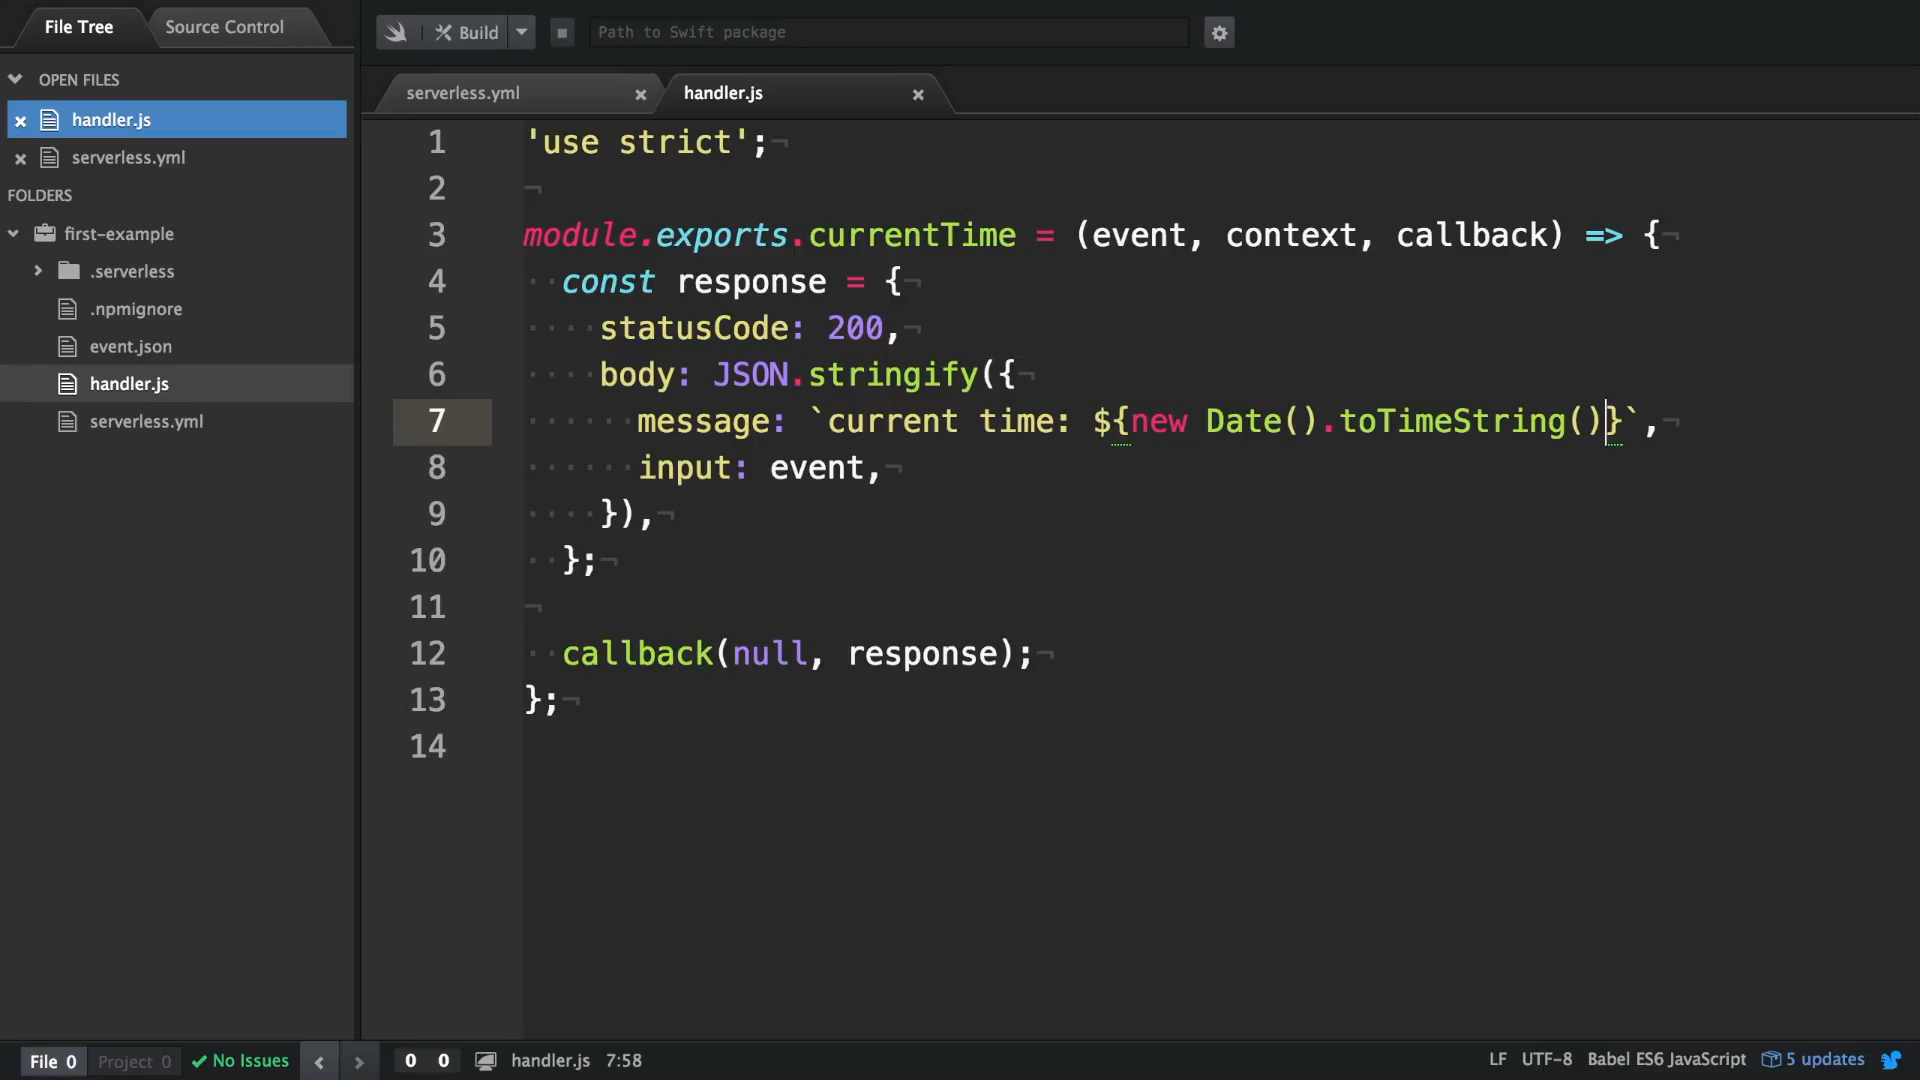 File Tree
Source Control
Build
Path to Swift package
OPEN FILES
handler.js
serverless.yml
FOLDERS
first-example
.serverless
.npmignore
event.json
handler.js
serverless.yml
serverless.yml
handler.js
1 'use strict';¬
2 ¬
3 module.exports.currentTime = (event, context, callback) => {¬
4 ··const response = {¬
5 ····statusCode: 200,¬
6 ····body: JSON.stringify({¬
7 ······message: `current time: ${new Date().toTimeString()}`,¬
8 ······input: event,¬
9 ····}),¬
10 ··};¬
11 ¬
12 ··callback(null, response);¬
13 };¬
14
File 0
Project 0
No Issues
0 0
handler.js 7:58
LF UTF-8 Babel ES6 JavaScript 5 updates